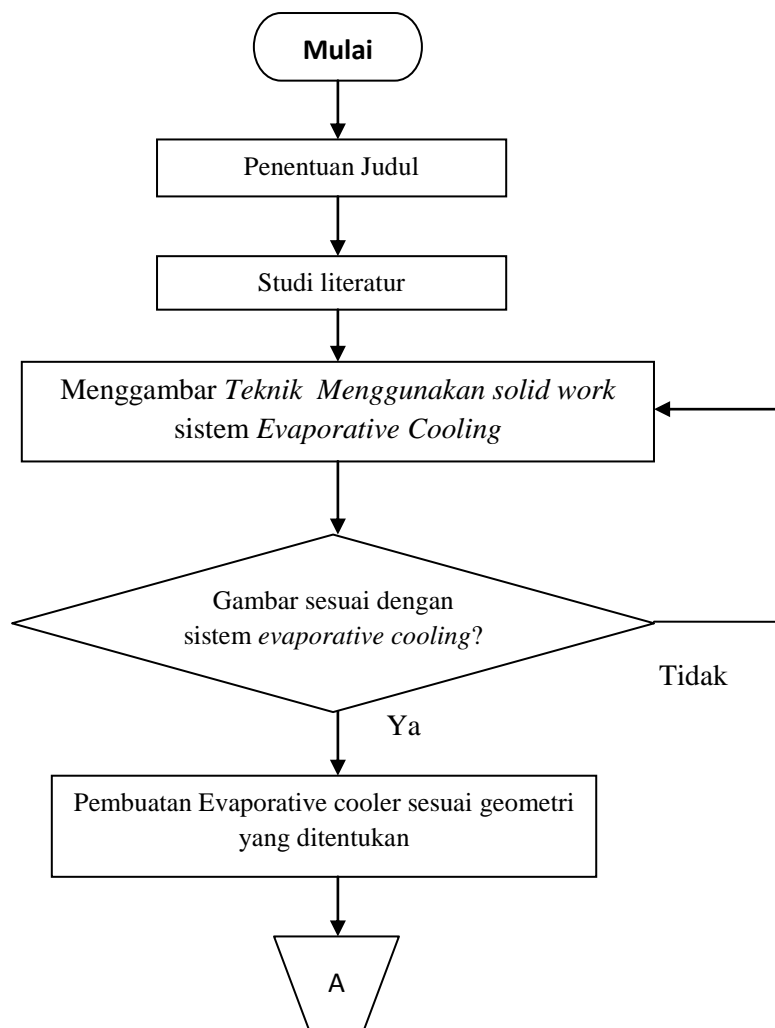 Mulai
Penentuan Judul
Studi literatur
Menggambar Teknik Menggunakan solid work
sistem Evaporative Cooling
Gambar sesuai dengan
sistem evaporative cooling?
Tidak
Ya
Pembuatan Evaporative cooler sesuai geometri
yang ditentukan
A